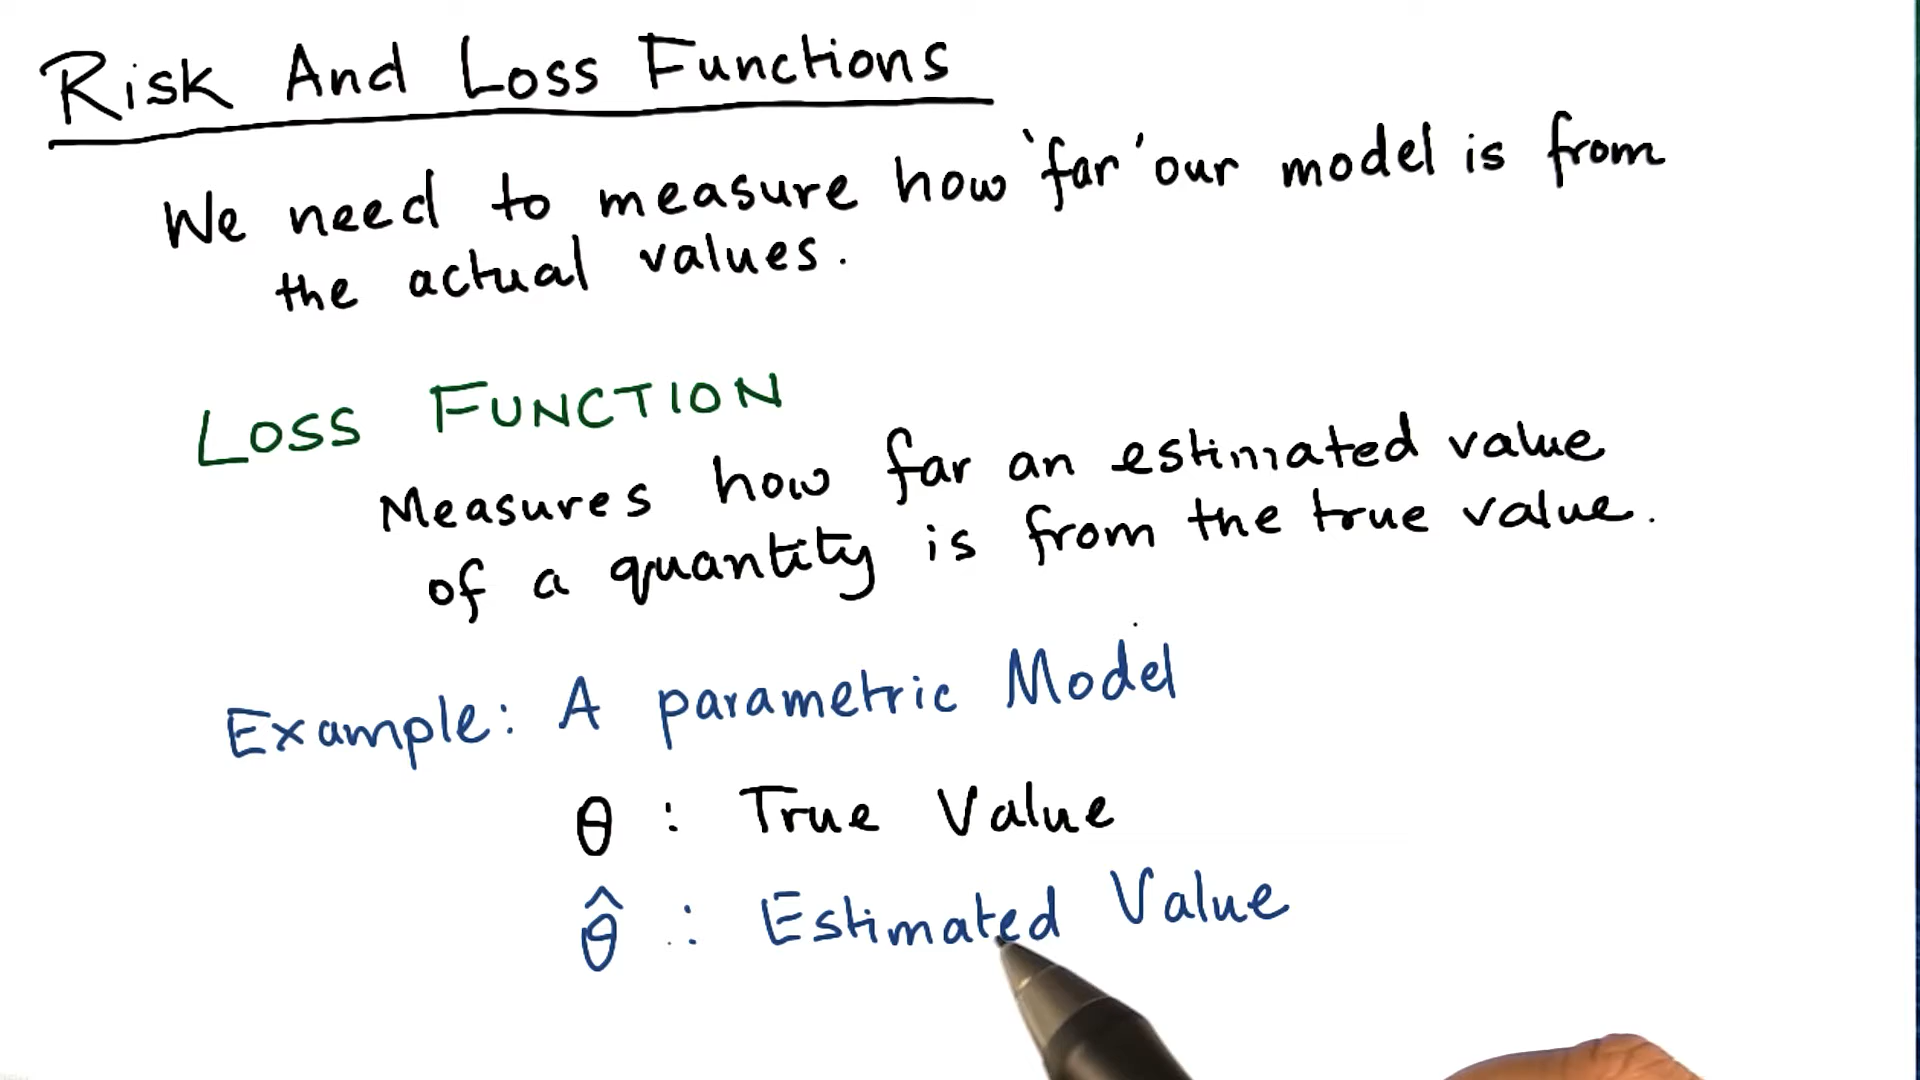 Risk And Loss Functions
We need to measure how 'far' our model is from
the actual values.
LOSS FUNCTION
Measures how far an estimated value
of a quantity is from the true value.
Example: A parametric Model
θ : True Value
θ̂ : Estimated Value